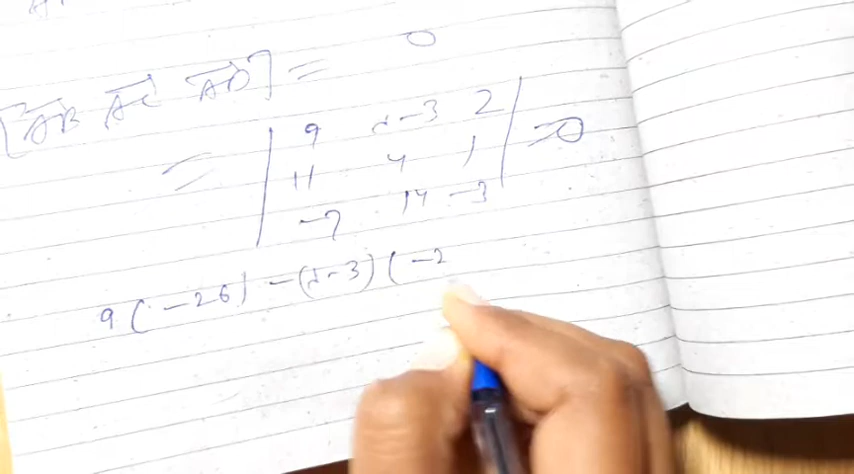 [AB AC AD] = 0
= | 9 λ-3 2 |
| 11 4 1 | = 0
| -7 14 -3 |
9(-26) -(λ-3)(-2